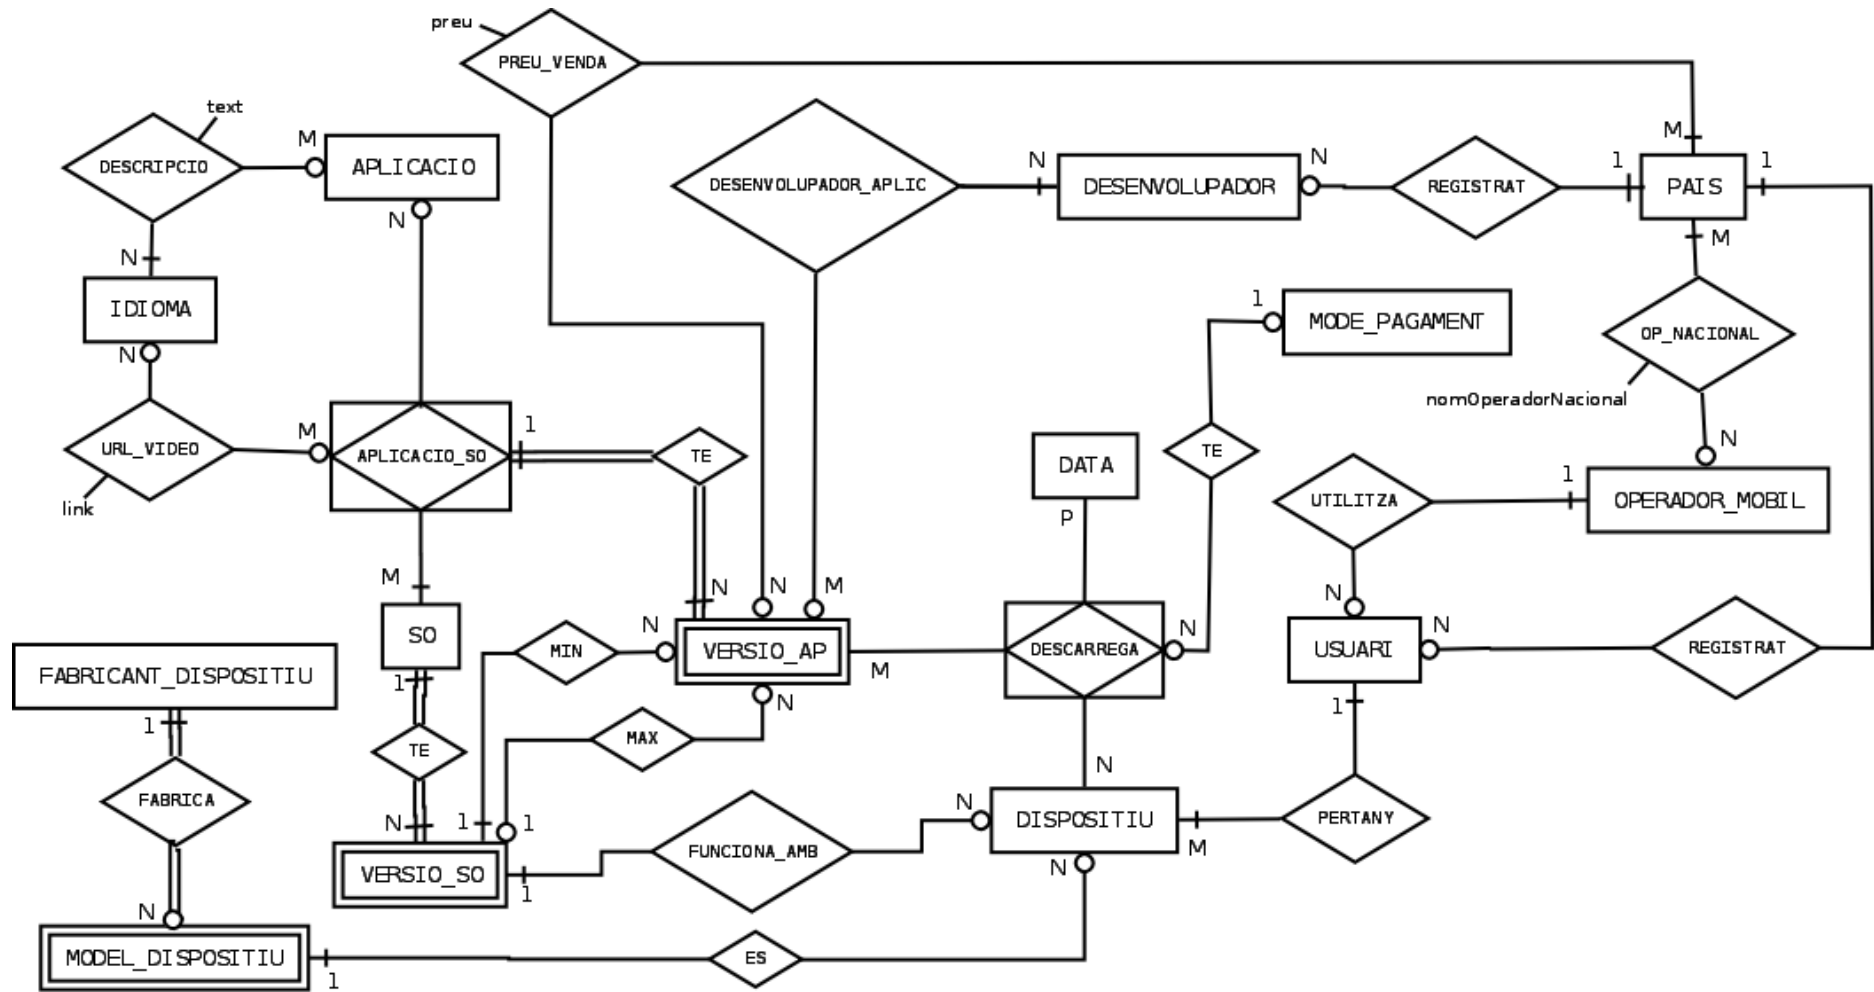 preu
PREU_VENDA
text
M
DESCRIPCIO
APLICACIO
N
M
N
DESENVOLUPADOR_APLIC
DESENVOLUPADOR
N
REGISTRAT
1
PAIS
1
N
M
IDIOMA
N
1
MODE_PAGAMENT
OP_NACIONAL
nomOperadorNacional
M
URL_VIDEO
link
APLICACIO_SO
1
TE
DATA
P
TE
N
UTILITZA
1
OPERADOR_MOBIL
M
N
N
M
N
SO
MIN
N
VERSIO_AP
M
DESCARREGA
N
USUARI
N
REGISTRAT
FABRICANT_DISPOSITIU
1
1
N
1
TE
MAX
FABRICA
N
1
1
N
N
DISPOSITIU
M
PERTANY
VERSIO_SO
1
FUNCIONA_AMB
N
N
MODEL_DISPOSITIU
1
ES